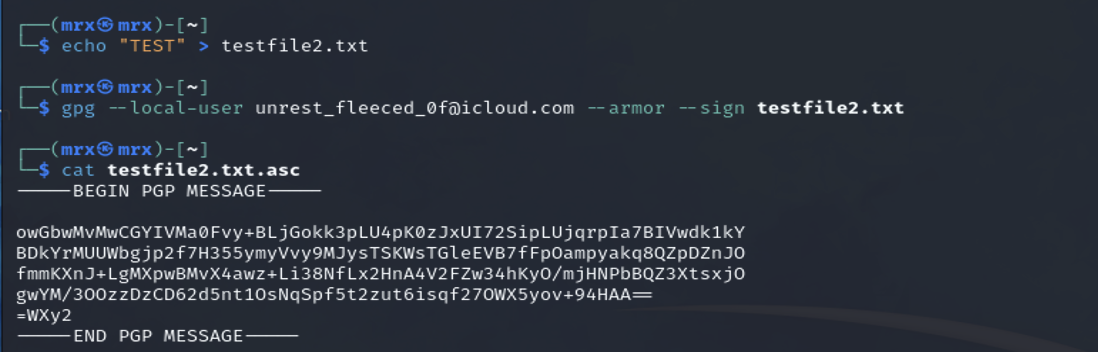 ┌──(mrx㉿mrx)-[~]
└─$ echo "TEST" > testfile2.txt
┌──(mrx㉿mrx)-[~]
└─$ gpg --local-user unrest_fleeced_0f@icloud.com --armor --sign testfile2.txt
┌──(mrx㉿mrx)-[~]
└─$ cat testfile2.txt.asc
-----BEGIN PGP MESSAGE-----
owGbwMvMwCGYIVMa0Fvy+BLjGokk3pLU4pK0zJxUI72SipLUjqrpIa7BIVwdk1kY
BDkYrMUUWbgjp2f7H355ymyVvy9MJysTSKWsTGleEVB7fFpOampyakq8QZpDZnJO
fmmKXnJ+LgMXpwBMvX4awz+Li38NfLx2HnA4V2FZw34hKyO/mjHNPbBQZ3XtsxjO
gwYM/3OOzzDzCD62d5nt1OsNqSpf5t2zut6isqf27OWX5yov+94HAA==
=WXy2
-----END PGP MESSAGE-----